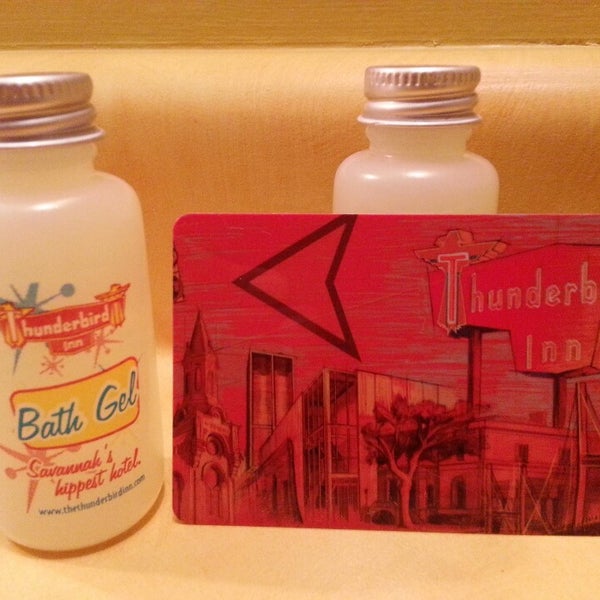 Thunderbird
Inn
Bath Gel
Savannah's
hippest hotel.
www.thethunderbirdinn.com
Thunderb
Inn